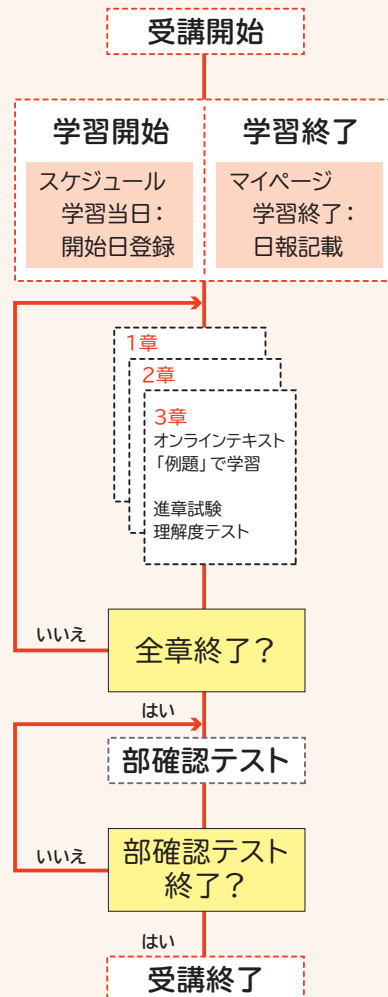 受講開始
学習開始
スケジュール
学習当日：
開始日登録
学習終了
マイページ
学習終了：
日報記載
1章
2章
3章
オンラインテキスト
「例題」で学習
進章試験
理解度テスト
全章終了？
いいえ
はい
部確認テスト
部確認テスト
終了？
いいえ
はい
受講終了